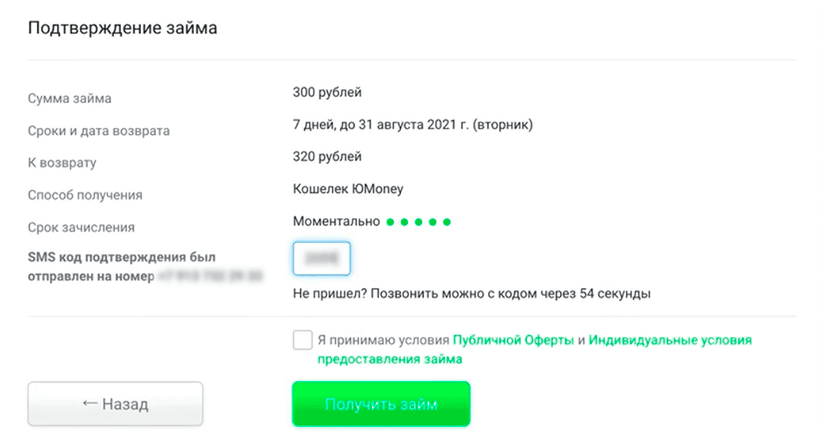 Подтверждение займа
Сумма займа
300 рублей
Сроки и дата возврата
7 дней, до 31 августа 2021 г. (вторник)
К возврату
320 рублей
Способ получения
Кошелек ЮMoney
Срок зачисления
Моментально
SMS код подтверждения был
отправлен на номер
Не пришел? Позвонить можно с кодом через 54 секунды
Я принимаю условия Публичной Оферты и Индивидуальные условия
предоставления займа
← Назад
Получить займ